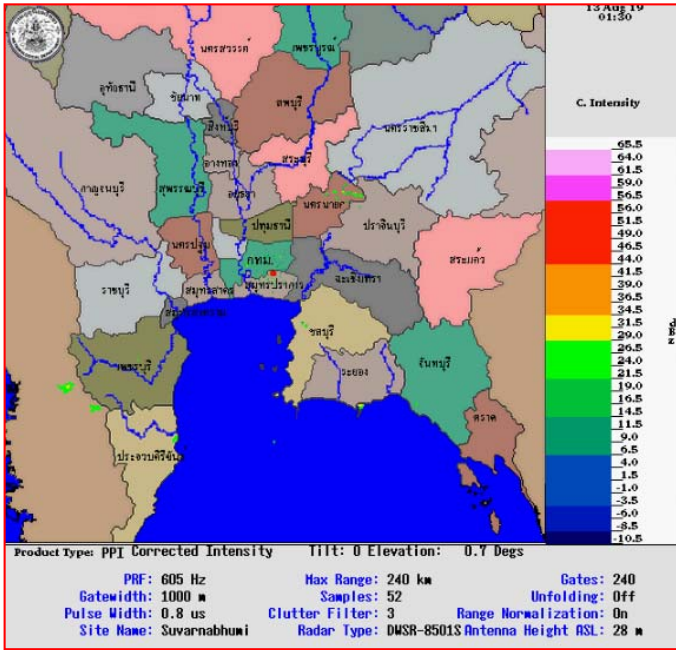 13 Aug 19
01:30
C. Intensity
นครสวรรค์
เพชรบูรณ์
อุทัยธานี
ชัยนาท
ลพบุรี
สิงห์บุรี
นครราชสีมา
อ่างทอง
สระบุรี
กาญจนบุรี
สุพรรณบุรี
อยุธยา
นครนายก
ปทุมธานี
ปราจีนบุรี
นครปฐม
กทม.
สระแก้ว
ราชบุรี
สมุทรสาคร
สมุทรปราการ
ฉะเชิงเทรา
ชลบุรี
เพชรบุรี
ระยอง
จันทบุรี
ตราด
ประจวบคีรีขันธ์
65.5
64.0
61.5
59.0
56.5
56.0
51.5
49.0
46.5
44.0
41.5
39.0
36.5
34.5
31.5
29.0
26.5
24.0
21.5
19.0
16.5
14.5
11.5
9.0
6.5
4.0
1.5
-1.0
-3.5
-6.0
-8.5
-10.5
Product Type: PPI Corrected Intensity Tilt: 0 Elevation: 0.7 Degs
PRF: 605 Hz Max Range: 240 km Gates: 240
Gatewidth: 1000 m Samples: 52 Unfolding: Off
Pulse Width: 0.8 us Clutter Filter: 3 Range Normalization: On
Site Name: Suvarnabhumi Radar Type: DWSR-8501S Antenna Height ASL: 28 m